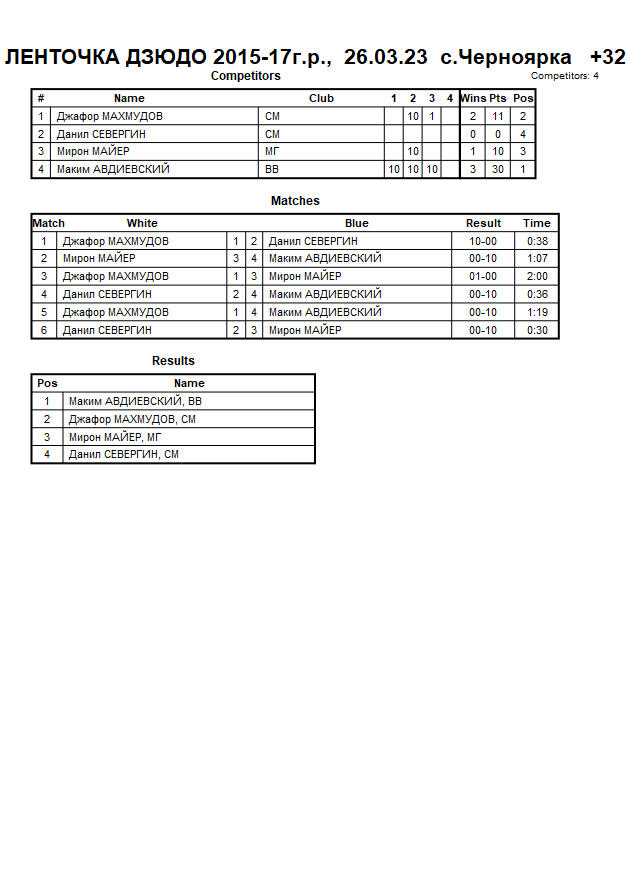 ЛЕНТОЧКА ДЗЮДО 2015-17г.р., 26.03.23 с.Черноярка +32
Competitors
Competitors: 4
# Name Club 1 2 3 4 Wins Pts Pos
1 Джафор МАХМУДОВ СМ 10 1 2 11 2
2 Данил СЕВЕРГИН СМ 0 0 4
3 Мирон МАЙЕР МГ 10 1 10 3
4 Маким АВДИЕВСКИЙ ВВ 10 10 10 3 30 1
Matches
Match White Blue Result Time
1 Джафор МАХМУДОВ 1 2 Данил СЕВЕРГИН 10-00 0:38
2 Мирон МАЙЕР 3 4 Маким АВДИЕВСКИЙ 00-10 1:07
3 Джафор МАХМУДОВ 1 3 Мирон МАЙЕР 01-00 2:00
4 Данил СЕВЕРГИН 2 4 Маким АВДИЕВСКИЙ 00-10 0:36
5 Джафор МАХМУДОВ 1 4 Маким АВДИЕВСКИЙ 00-10 1:19
6 Данил СЕВЕРГИН 2 3 Мирон МАЙЕР 00-10 0:30
Results
Pos Name
1 Маким АВДИЕВСКИЙ, ВВ
2 Джафор МАХМУДОВ, СМ
3 Мирон МАЙЕР, МГ
4 Данил СЕВЕРГИН, СМ